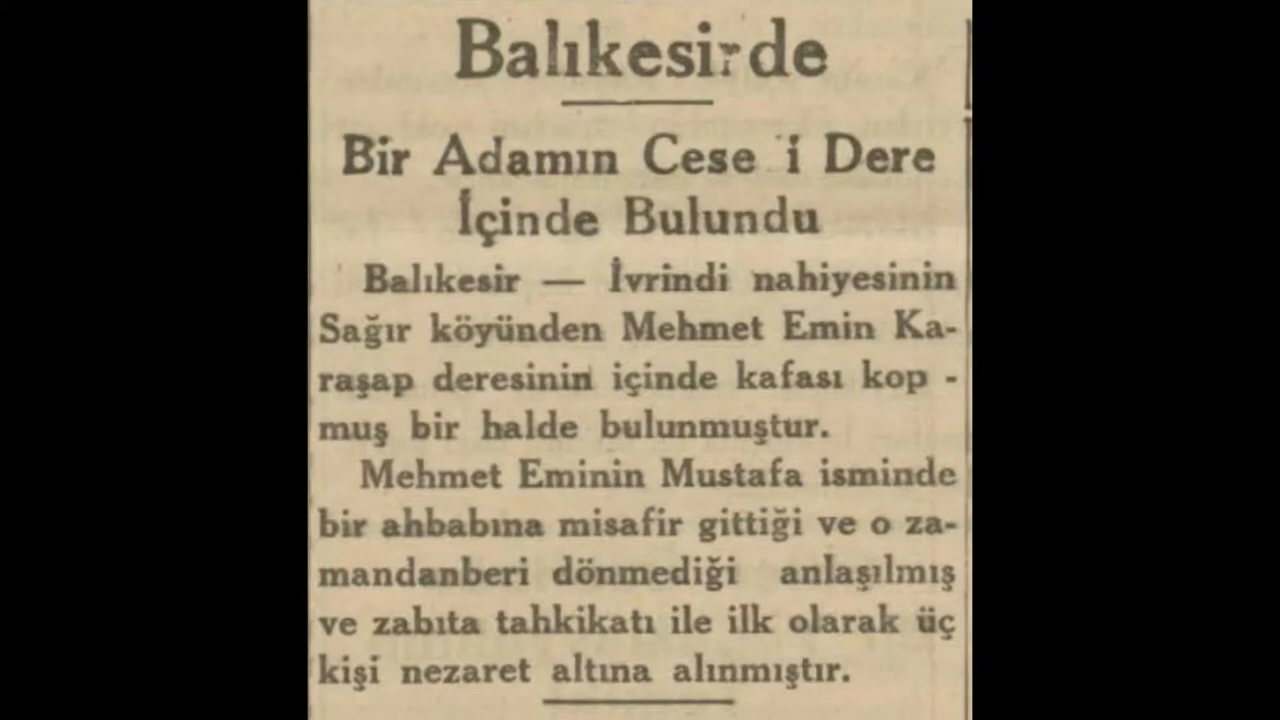 Balıkesirde
Bir Adamın Cese i Dere
İçinde Bulundu
Balıkesir — İvrindi nahiyesinin
Sağır köyünden Mehmet Emin Ka-
raşap deresinin içinde kafası kop -
muş bir halde bulunmuştur.
Mehmet Eminin Mustafa isminde
bir ahbabına misafir gittiği ve o za-
mandanberi dönmediği anlaşılmış
ve zabıta tahkikatı ile ilk olarak üç
kişi nezaret altına alınmıştır.